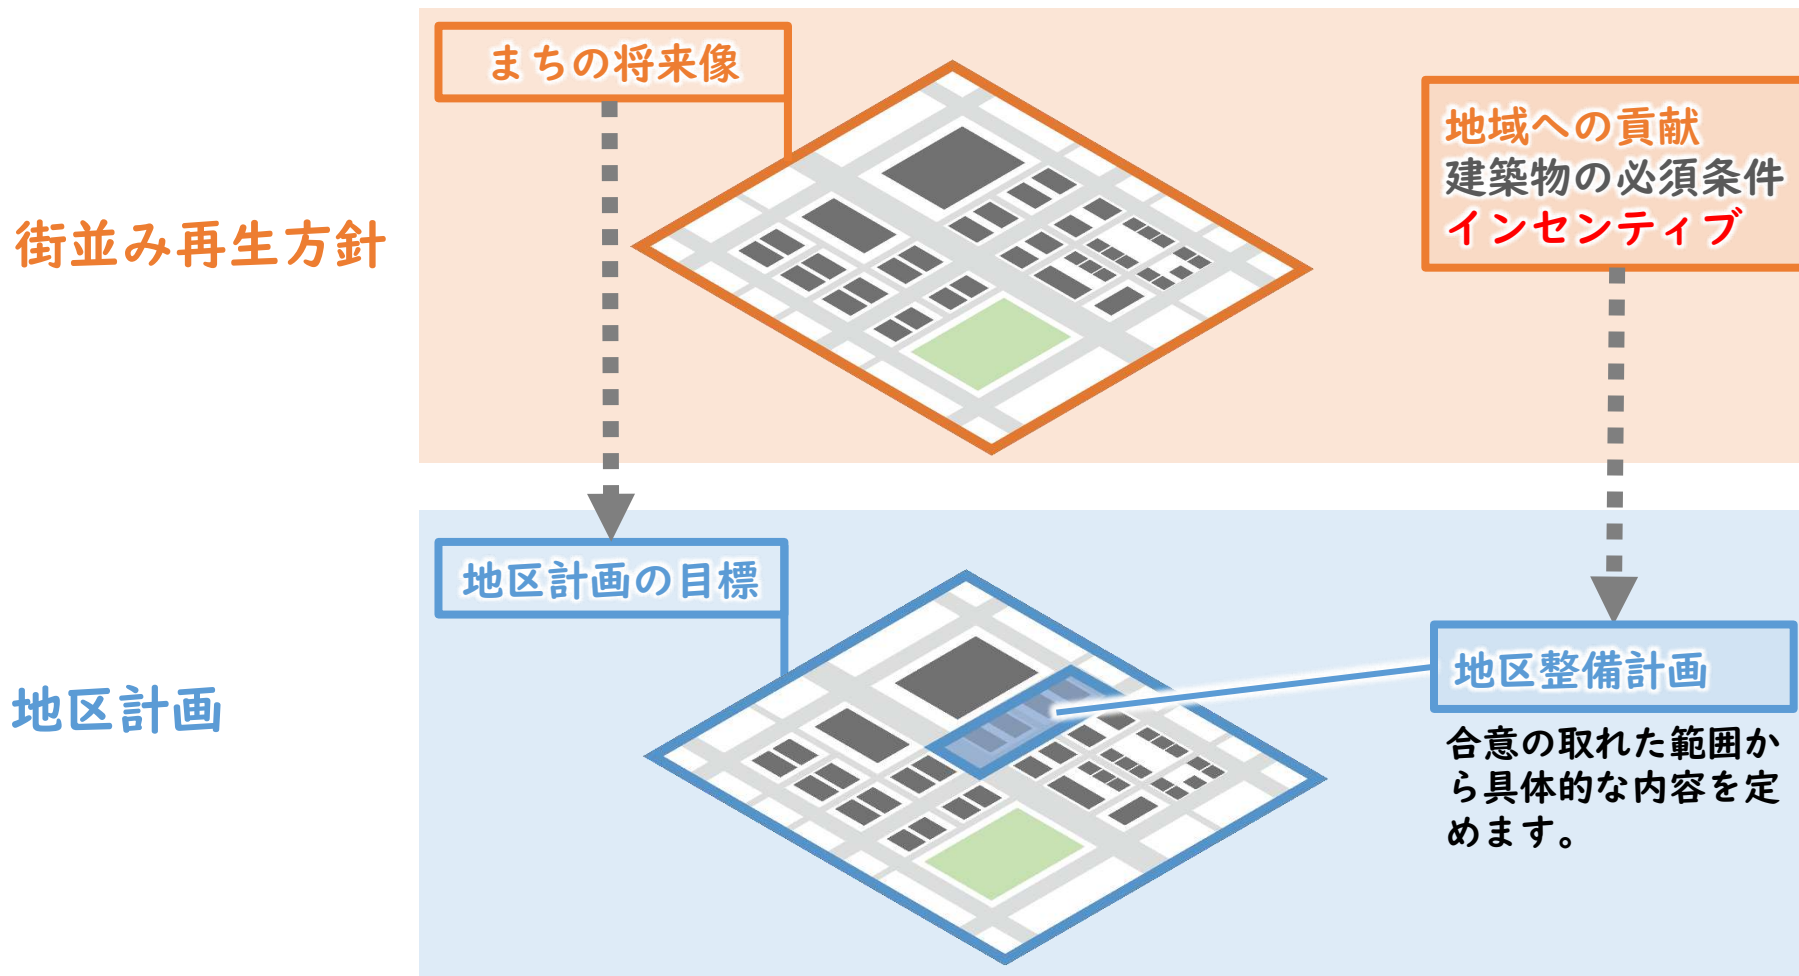 まちの将来像
地域への貢献
建築物の必須条件
インセンティブ
街並み再生方針
地区計画の目標
地区整備計画
地区計画
合意の取れた範囲か
ら具体的な内容を定
めます。